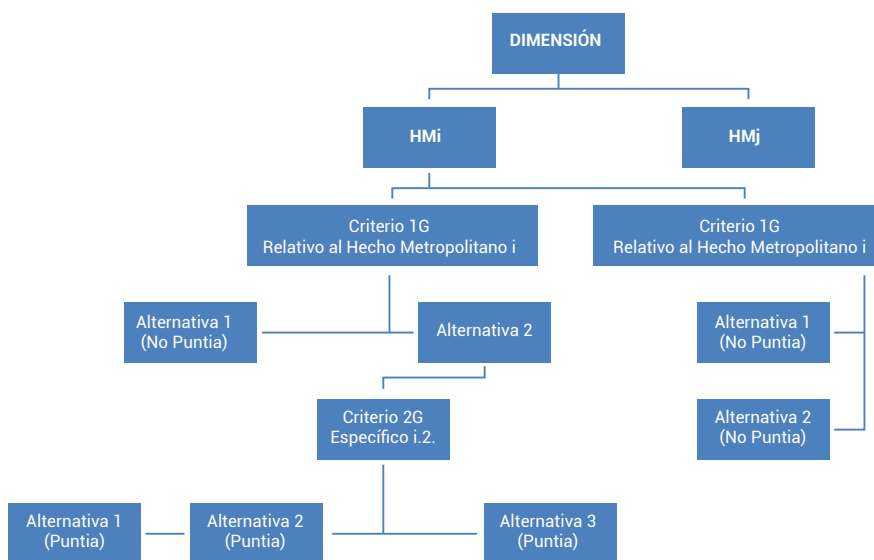 DIMENSIÓN
HMi
HMj
Criterio 1G
Relativo al Hecho Metropolitano i
Criterio 1G
Relativo al Hecho Metropolitano i
Alternativa 1
(No Puntia)
Alternativa 2
Alternativa 1
(No Puntia)
Criterio 2G
Específico i.2.
Alternativa 2
(No Puntia)
Alternativa 1
(Puntia)
Alternativa 2
(Puntia)
Alternativa 3
(Puntia)